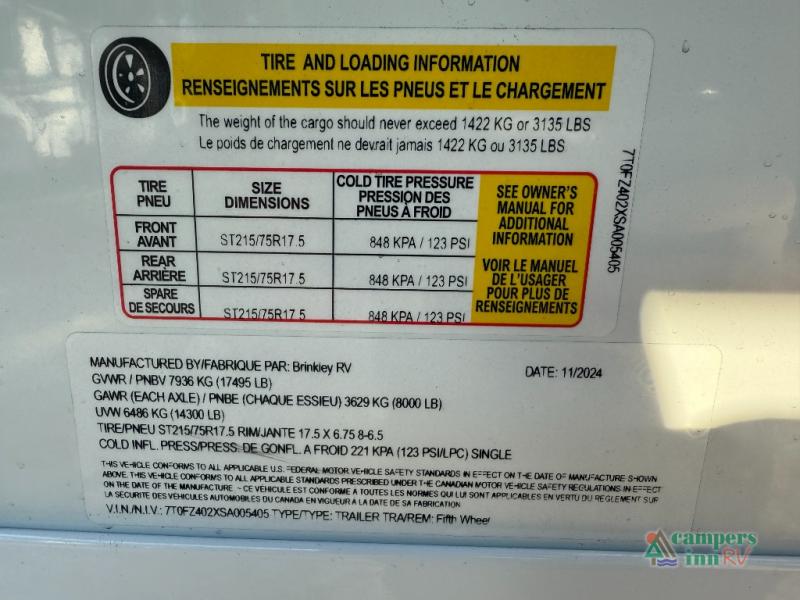 TIRE AND LOADING INFORMATION
RENSEIGNEMENTS SUR LES PNEUS ET LE CHARGEMENT
The weight of the cargo should never exceed 1422 KG or 3135 LBS
Le poids de chargement ne devrait jamais 1422 KG ou 3135 LBS
TIRE
PNEU
SIZE
DIMENSIONS
COLD TIRE PRESSURE
PRESSION DES
PNEUS À FROID
FRONT
AVANT
ST215/75R17.5
848 KPA / 123 PSI
REAR
ARRIÈRE
ST215/75R17.5
848 KPA / 123 PSI
SPARE
DE SECOURS
ST215/75R17.5
848 KPA / 123 PSI
SEE OWNER'S
MANUAL FOR
ADDITIONAL
INFORMATION
VOIR LE MANUEL
DE L'USAGER
POUR PLUS DE
RENSEIGNEMENTS
7T0FZ402XSA005405
MANUFACTURED BY/FABRIQUE PAR: Brinkley RV
DATE: 11/2024
GVWR / PNBV 7936 KG (17495 LB)
GAWR (EACH AXLE) / PNBE (CHAQUE ESSIEU) 3629 KG (8000 LB)
UVW 6486 KG (14300 LB)
TIRE/PNEU ST215/75R17.5 RIM/JANTE 17.5 X 6.75 8-6.5
COLD INFL. PRESS/PRESS. DE GONFL. A FROID 221 KPA (123 PSI/LPC) SINGLE
THIS VEHICLE CONFORMS TO ALL APPLICABLE U.S. FEDERAL MOTOR VEHICLE SAFETY STANDARDS IN EFFECT ON THE DATE OF MANUFACTURE SHOWN
ABOVE. THIS VEHICLE CONFORMS TO ALL APPLICABLE STANDARDS PRESCRIBED UNDER THE CANADIAN MOTOR VEHICLE SAFETY REGULATIONS IN EFFECT
ON THE DATE OF MANUFACTURE ~ CE VÉHICULE EST CONFORME A TOUTES LES NORMES QUI LUI SONT APPLICABLES EN VERTU DU RÈGLEMENT SUR
LA SÉCURITÉ DES VÉHICULES AUTOMOBILES DU CANADA EN VIGUEUR A LA DATE DE SA FABRICATION
V.I.N./N.I.V.: 7T0FZ402XSA005405 TYPE/TYPE: TRAILER TRA/REM: Fifth Wheel
campers
inn RV